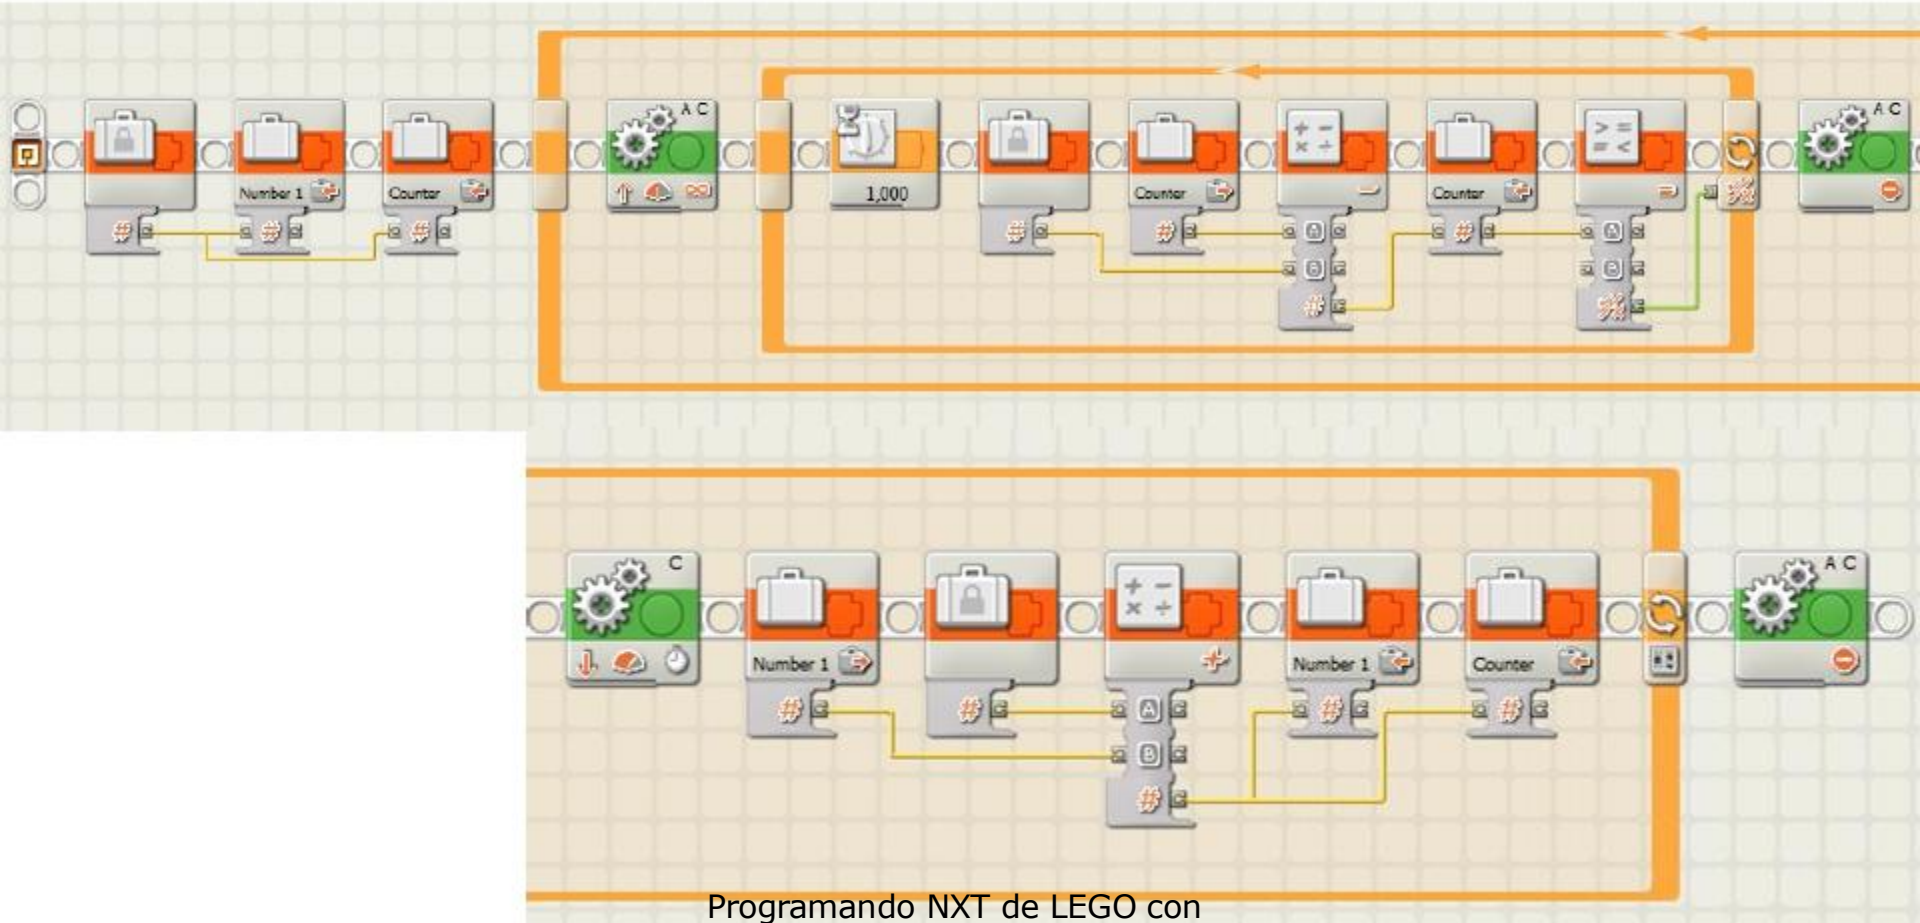 A C
A C
Number 1
Counter
1,000
Counter
Counter
# # # # # A # A
B B
#
C
A C
Number 1
Number 1
Counter
# # A # #
B
#
Programando NXT de LEGO con